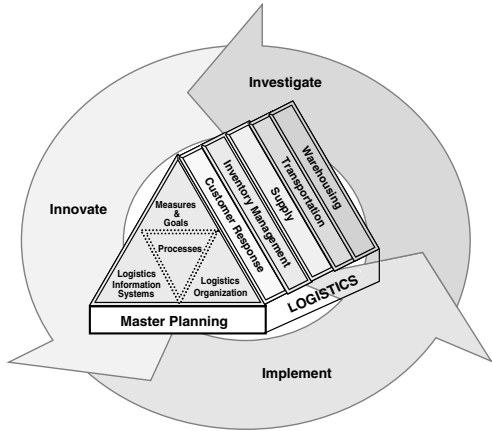 Investigate
Innovate
Implement
Measures
&
Goals
Processes
Logistics
Information
Systems
Logistics
Organization
Customer Response
Inventory Management
Supply
Transportation
Warehousing
Master Planning
LOGISTICS